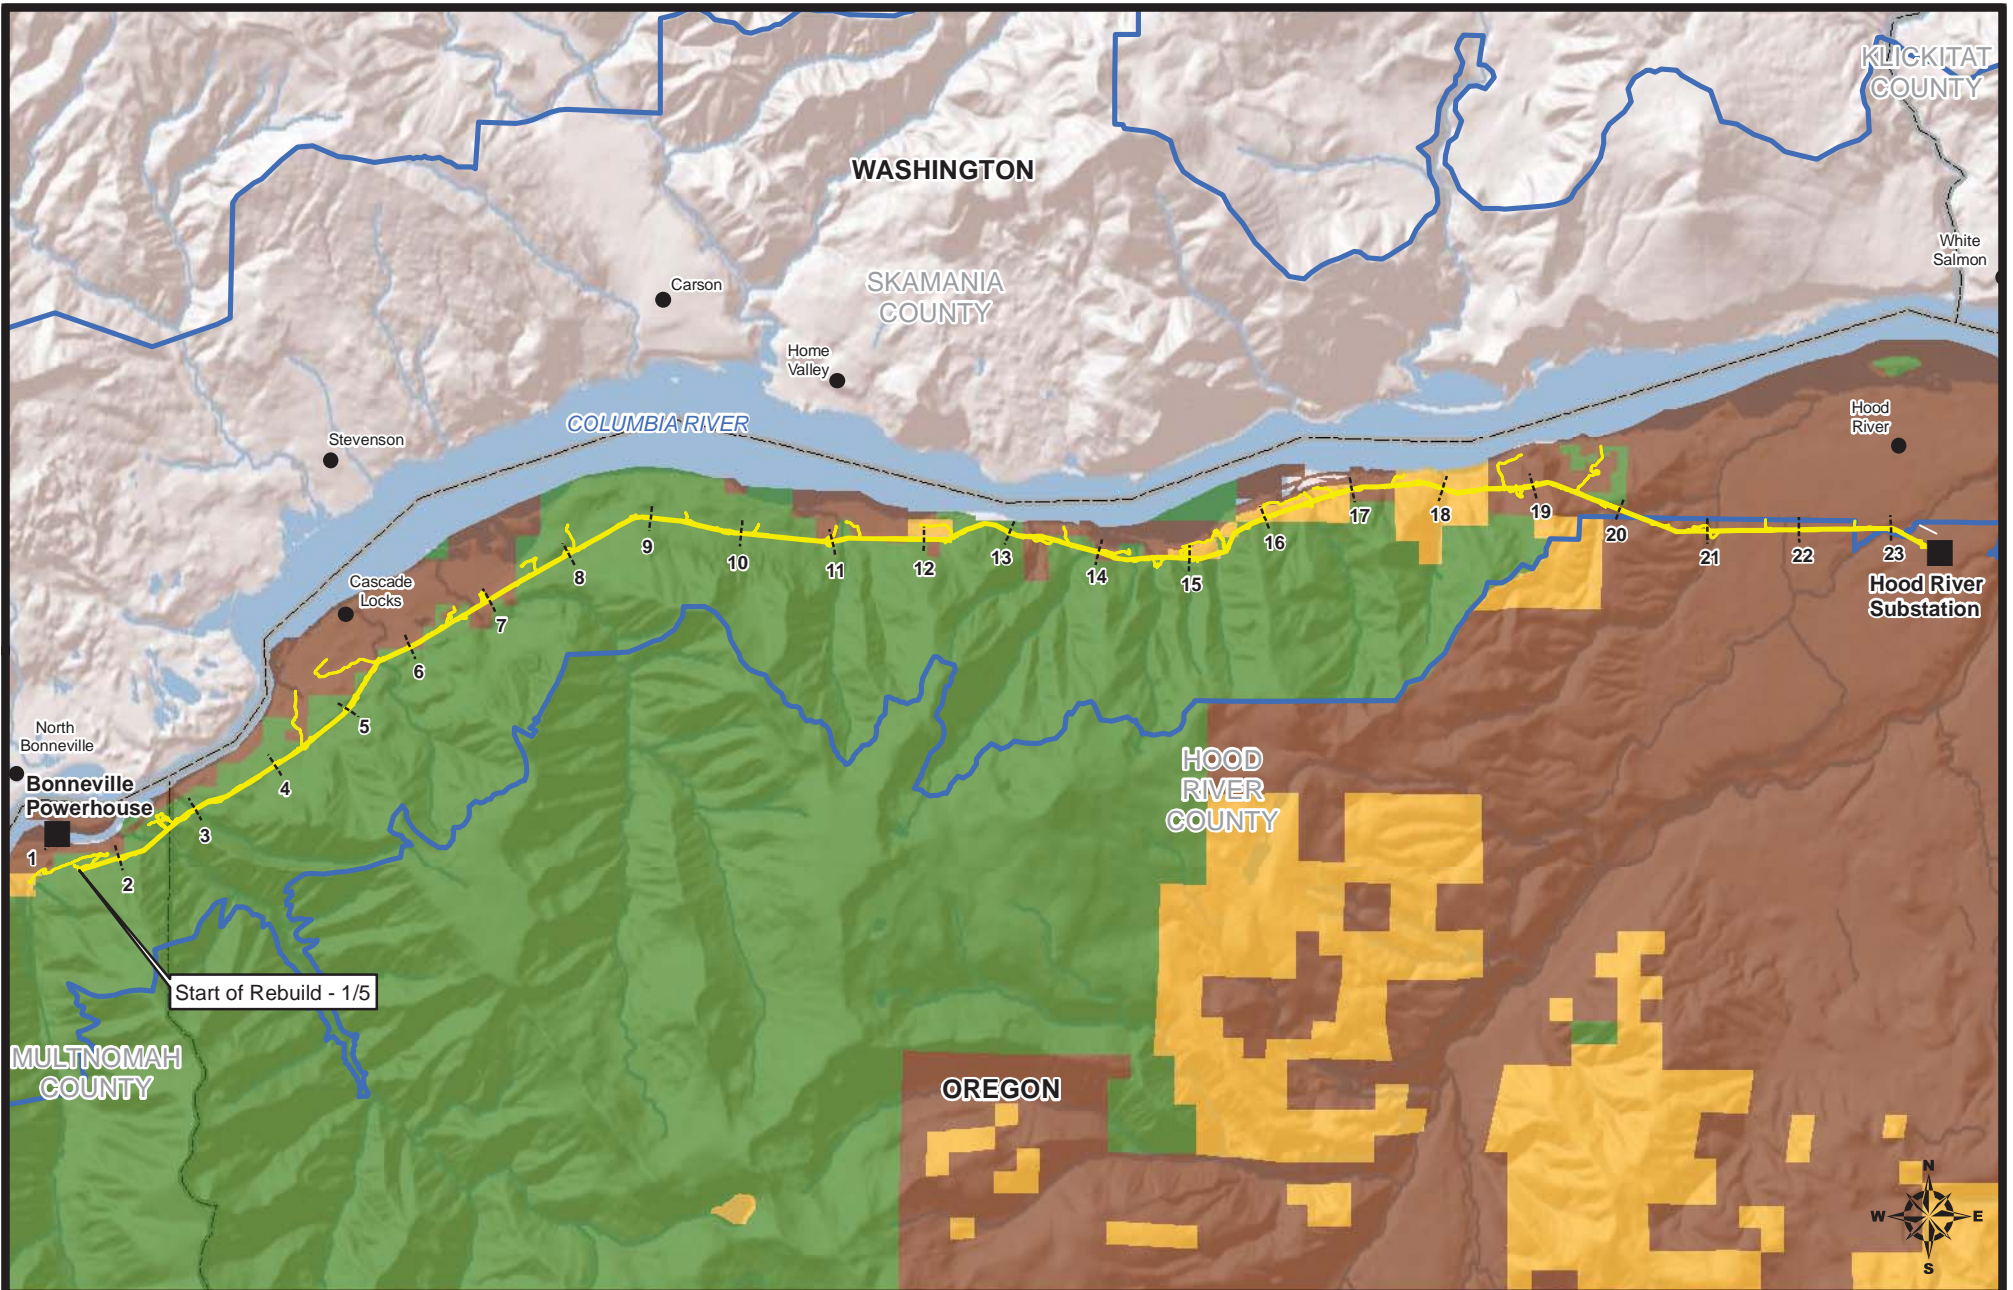 KLICKITAT
COUNTY
WASHINGTON
White
Salmon
Carson
SKAMANIA
COUNTY
Home
Valley
COLUMBIA RIVER
Hood
River
Stevenson
Cascade
Locks
9
10
11
12
13
14
15
16
17
18
19
20
21
22
23
8
7
6
5
4
3
2
1
Hood River
Substation
North
Bonneville
Bonneville
Powerhouse
HOOD
RIVER
COUNTY
Start of Rebuild - 1/5
MULTNOMAH
COUNTY
OREGON
N
W
E
S